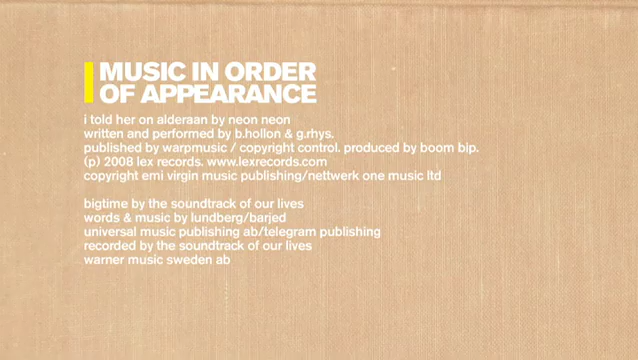 MUSIC IN ORDER
OF APPEARANCE
i told her on alderaan by neon neon
written and performed by b.hollon & g.rhys.
published by warpmusic / copyright control. produced by boom bip.
(p) 2008 lex records. www.lexrecords.com
copyright emi virgin music publishing/nettwerk one music ltd
bigtime by the soundtrack of our lives
words & music by lundberg/barjed
universal music publishing ab/telegram publishing
recorded by the soundtrack of our lives
warner music sweden ab